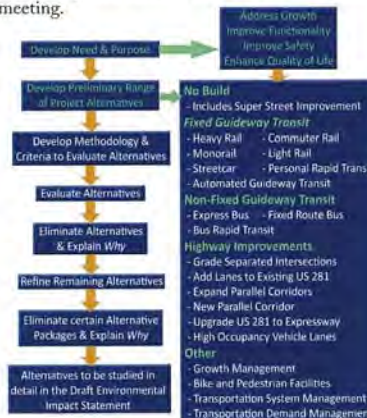 meeting.
Develop Need & Purpose
Address Growth
Improve Functionality
Improve Safety
Enhance Quality of Life
Develop Preliminary Range
of Project Alternatives
Develop Methodology &
Criteria to Evaluate Alternatives
Evaluate Alternatives
Eliminate Alternatives
& Explain Why
Refine Remaining Alternatives
Eliminate certain Alternative
Packages & Explain Why
Alternatives to be studied in
detail in the Draft Environmental
Impact Statement
No Build
- Includes Super Street Improvement
Fixed Guideway Transit
- Heavy Rail - Commuter Rail
- Monorail - Light Rail
- Streetcar - Personal Rapid Trans
- Automated Guideway Transit
Non-Fixed Guideway Transit
- Express Bus - Fixed Route Bus
- Bus Rapid Transit
Highway Improvements
- Grade Separated Intersections
- Add Lanes to Existing US 281
- Expand Parallel Corridors
- New Parallel Corridor
- Upgrade US 281 to Expressway
- High Occupancy Vehicle Lanes
Other
- Growth Management
- Bike and Pedestrian Facilities
- Transportation System Management
- Transportation Demand Management